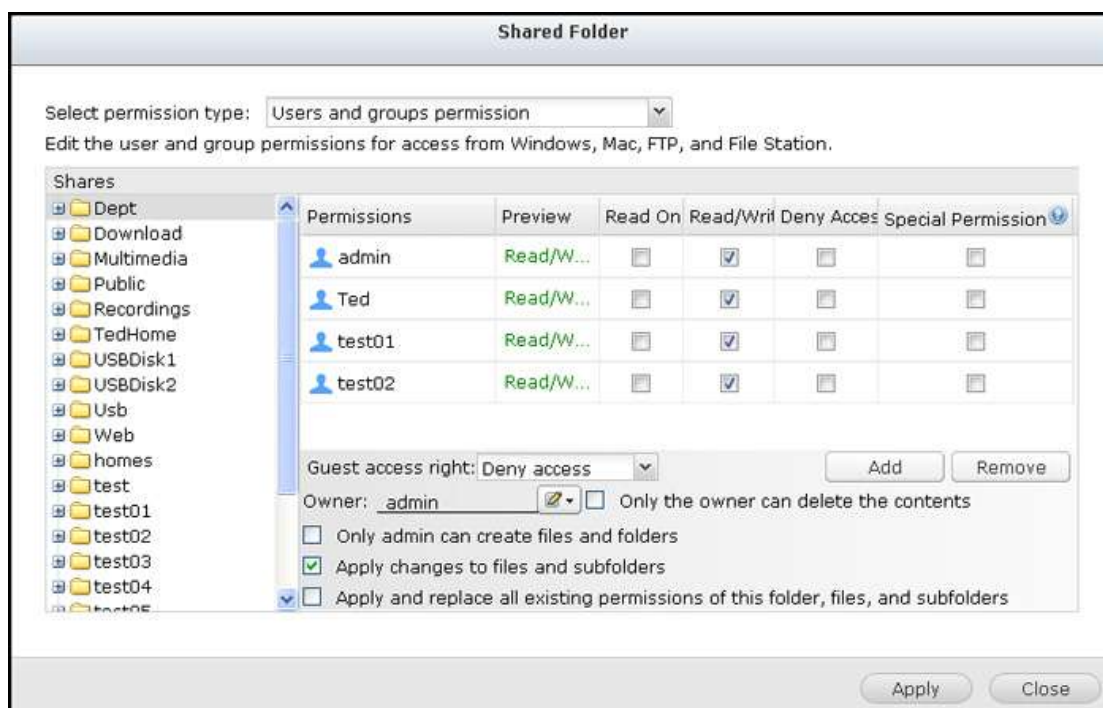 Shared Folder
Select permission type: Users and groups permission
Edit the user and group permissions for access from Windows, Mac, FTP, and File Station.
Shares
Dept
Download
Multimedia
Public
Recordings
TedHome
USBDisk1
USBDisk2
Usb
Web
homes
test
test01
test02
test03
test04
test05
Permissions Preview Read On Read/Writ Deny Acces Special Permission
admin Read/W...
Ted Read/W...
test01 Read/W...
test02 Read/W...
Guest access right: Deny access Add Remove
Owner: admin Only the owner can delete the contents
Only admin can create files and folders
Apply changes to files and subfolders
Apply and replace all existing permissions of this folder, files, and subfolders
Apply Close